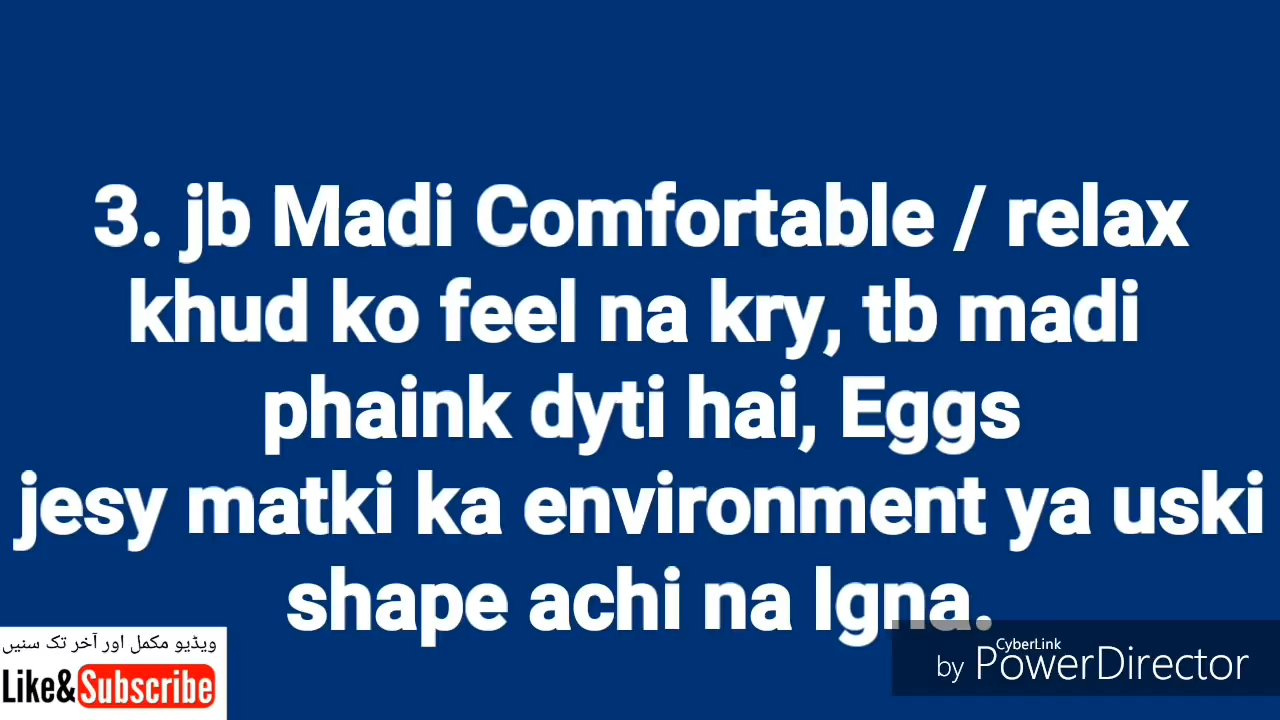 3. jb Madi Comfortable / relax
khud ko feel na kry, tb madi
phaink dyti hai, Eggs
jesy matki ka environment ya uski
shape achi na lgna.
ویڈیو مکمل اور آخر تک سنیں
Like&Subscribe
CyberLink
by PowerDirector